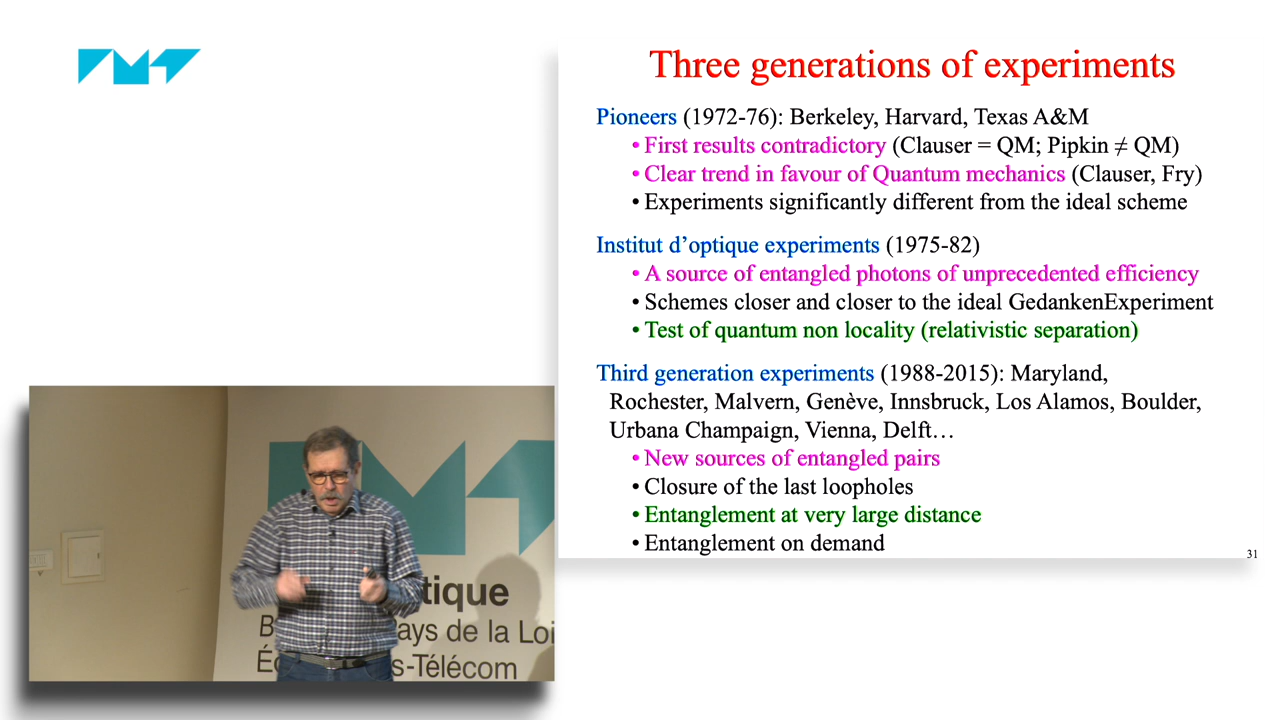 Three generations of experiments
Pioneers (1972-76): Berkeley, Harvard, Texas A&M
• First results contradictory (Clauser = QM; Pipkin ≠ QM)
• Clear trend in favour of Quantum mechanics (Clauser, Fry)
• Experiments significantly different from the ideal scheme
Institut d'optique experiments (1975-82)
• A source of entangled photons of unprecedented efficiency
• Schemes closer and closer to the ideal GedankenExperiment
• Test of quantum non locality (relativistic separation)
Third generation experiments (1988-2015): Maryland,
Rochester, Malvern, Genève, Innsbruck, Los Alamos, Boulder,
Urbana Champaign, Vienna, Delft…
• New sources of entangled pairs
• Closure of the last loopholes
• Entanglement at very large distance
• Entanglement on demand
31
tique
B ays de la Loi
Éc s-Télécom